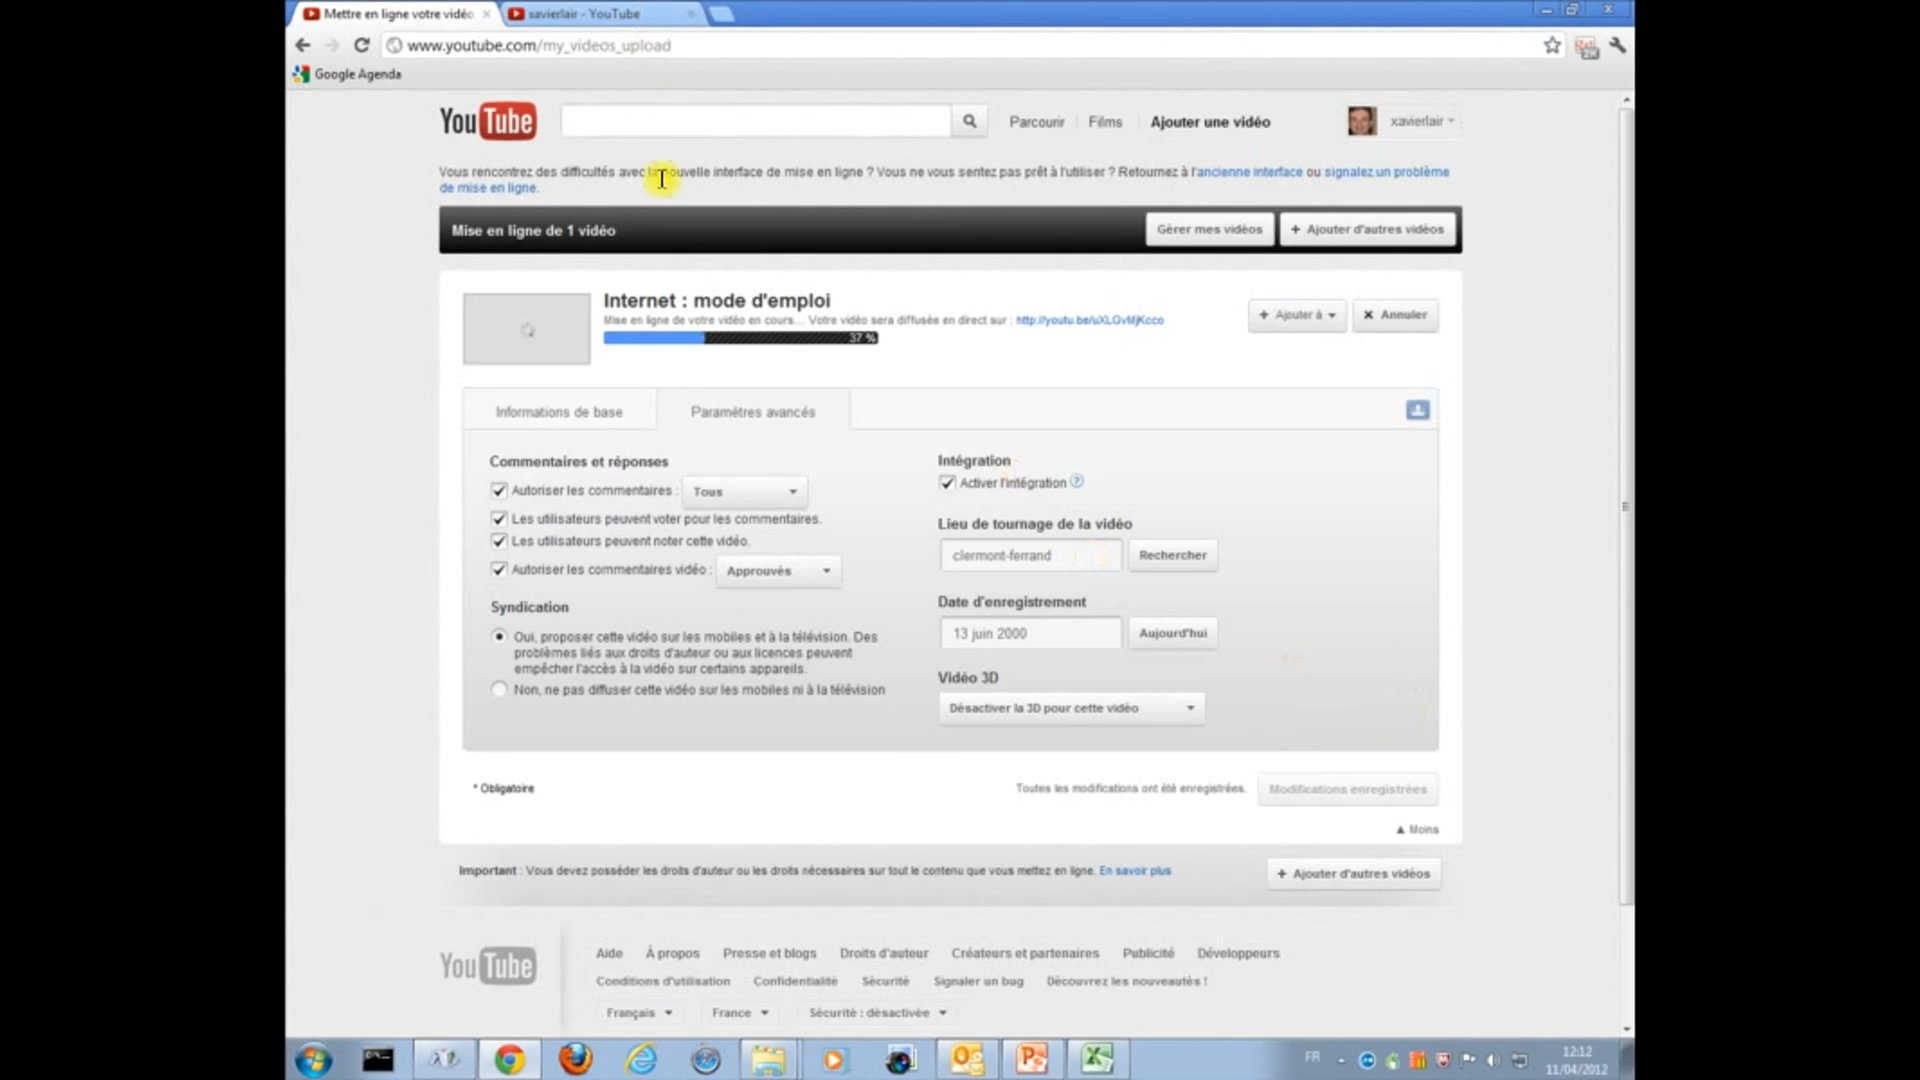 Mettre en ligne votre vidéo
xavierlair - YouTube
www.youtube.com/my_videos_upload
Google Agenda
YouTube
Parcourir
Films
Ajouter une vidéo
xavierlair
Vous rencontrez des difficultés avec la nouvelle interface de mise en ligne ? Vous ne vous sentez pas prêt à l'utiliser ? Retournez à l'ancienne interface ou signalez un problème
de mise en ligne.
Mise en ligne de 1 vidéo
Gérer mes vidéos
+ Ajouter d'autres vidéos
Internet : mode d'emploi
Mise en ligne de votre vidéo en cours... Votre vidéo sera diffusée en direct sur :
37 %
+ Ajouter à
Annuler
Informations de base
Paramètres avancés
Commentaires et réponses
Autoriser les commentaires : Tous
Les utilisateurs peuvent voter pour les commentaires.
Les utilisateurs peuvent noter cette vidéo.
Autoriser les commentaires vidéo : Approuvés
Syndication
Oui, proposer cette vidéo sur les mobiles et à la télévision. Des
problèmes liés aux droits d'auteur ou aux licences peuvent
empêcher l'accès à la vidéo sur certains appareils.
Non, ne pas diffuser cette vidéo sur les mobiles ni à la télévision
Intégration
Activer l'intégration ?
Lieu de tournage de la vidéo
clermont-ferrand
Rechercher
Date d'enregistrement
13 juin 2000
Aujourd'hui
Vidéo 3D
Désactiver la 3D pour cette vidéo
* Obligatoire
Toutes les modifications ont été enregistrées.
Modifications enregistrées
Moins
Important : Vous devez posséder les droits d'auteur ou les droits nécessaires sur tout le contenu que vous mettez en ligne. En savoir plus
+ Ajouter d'autres vidéos
YouTube
Aide
À propos
Presse et blogs
Droits d'auteur
Créateurs et partenaires
Publicité
Développeurs
Conditions d'utilisation
Confidentialité
Sécurité
Signaler un bug
Découvrez les nouveautés !
Français
France
Sécurité : désactivée
FR
12:12
11/04/2012